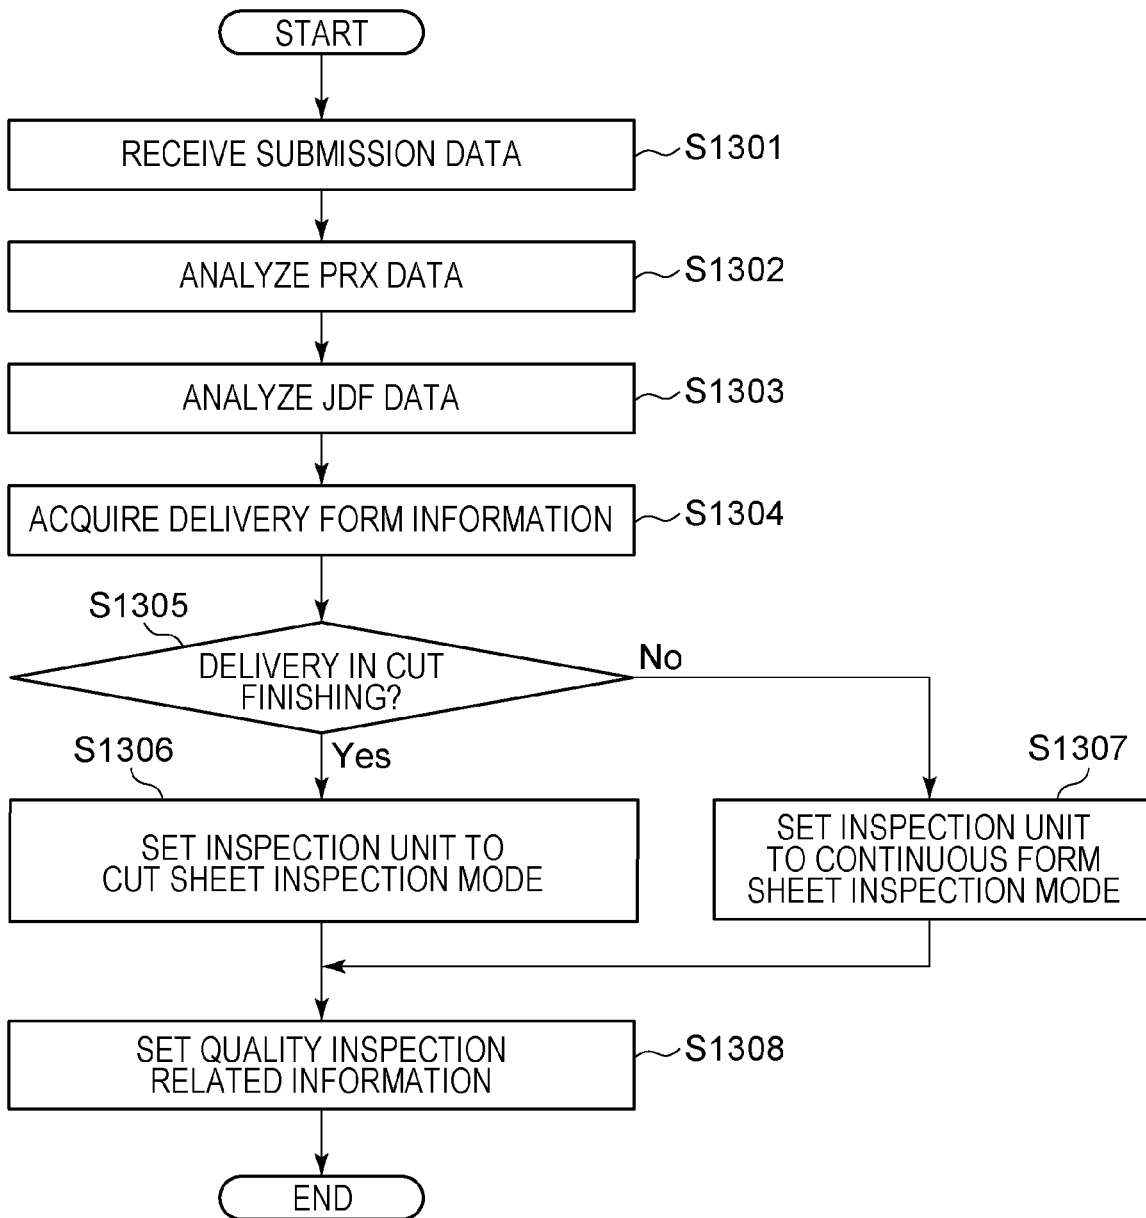 START
RECEIVE SUBMISSION DATA
S1301
ANALYZE PRX DATA
S1302
ANALYZE JDF DATA
S1303
ACQUIRE DELIVERY FORM INFORMATION
S1304
S1305
DELIVERY IN CUT
FINISHING?
No
Yes
S1306
SET INSPECTION UNIT TO
CUT SHEET INSPECTION MODE
S1307
SET INSPECTION UNIT
TO CONTINUOUS FORM
SHEET INSPECTION MODE
SET QUALITY INSPECTION
RELATED INFORMATION
S1308
END